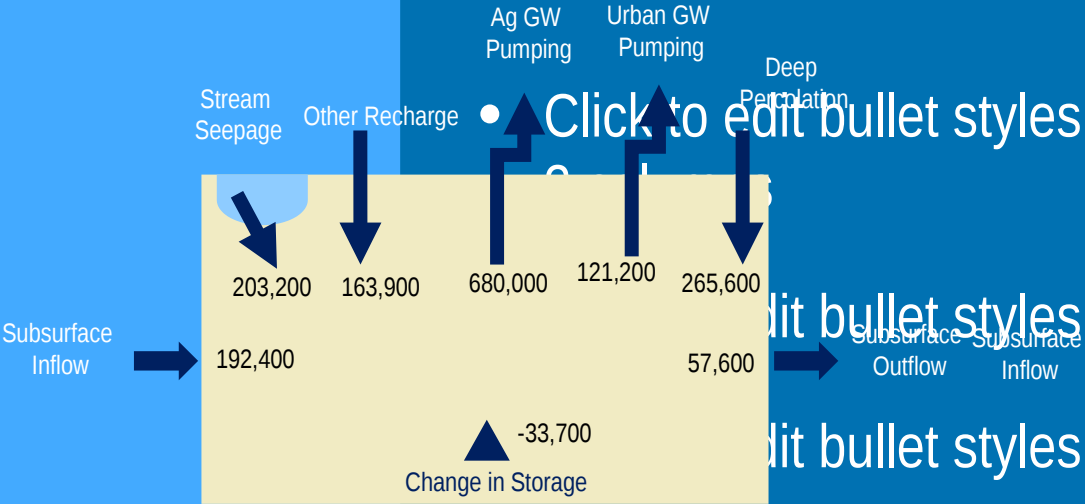 Ag GW
Pumping
Urban GW
Pumping
Deep
Percolation
Stream
Seepage
Other Recharge
• Click to edit bullet styles
203,200
163,900
680,000
121,200
265,600
Subsurface
Inflow
192,400
57,600
dit bullet styles
Subsurface
Outflow
Subsurface
Inflow
-33,700
Change in Storage
dit bullet styles